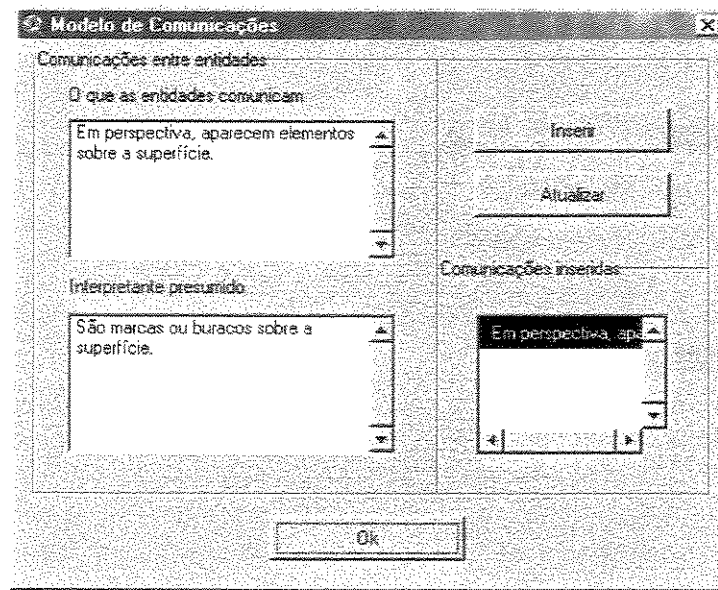 Modelo de Comunicações
Comunicações entre entidades
O que as entidades comunicam
Em perspectiva, aparecem elementos
sobre a superfície.
Interpretante presumido
São marcas ou buracos sobre a
superfície.
Inserir
Atualizar
Comunicações inseridas
Em perspectiva, apa
Ok